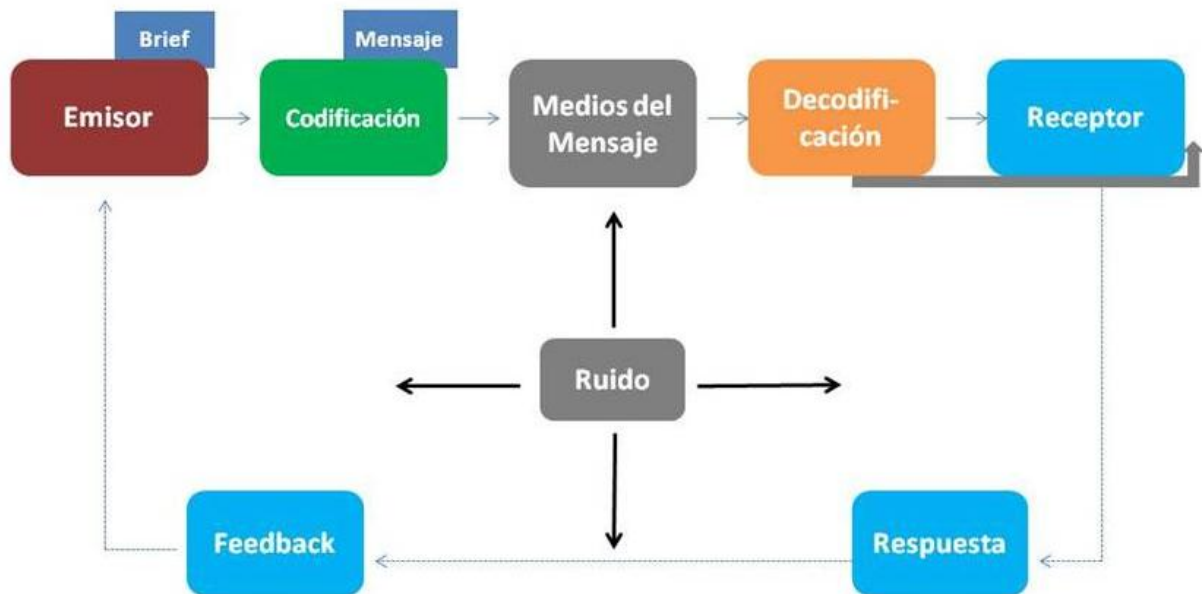 Brief
Mensaje
Emisor
Codificación
Medios del
Mensaje
Decodifi-
cación
Receptor
Ruido
Feedback
Respuesta